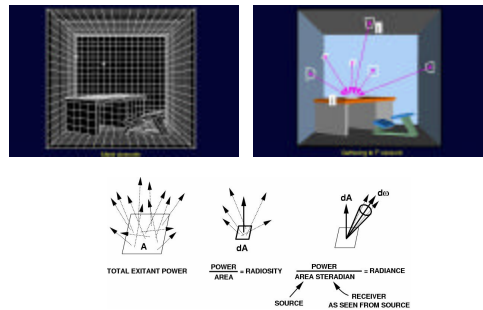 A
dA
dA
dω
TOTAL EXITANT POWER
POWER
AREA
= RADIOSITY
POWER
AREA STERADIAN
= RADIANCE
SOURCE
RECEIVER
AS SEEN FROM SOURCE